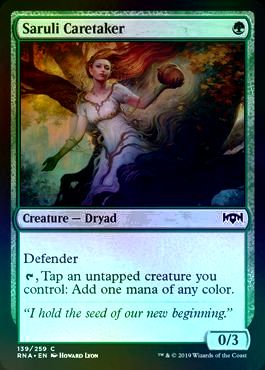 Saruli Caretaker
Creature — Dryad
Defender
, Tap an untapped creature you
control: Add one mana of any color.
"I hold the seed of our new beginning."
0/3
139/259 C
RNA • EN Howard Lyon
™ & © 2019 Wizards of the Coast